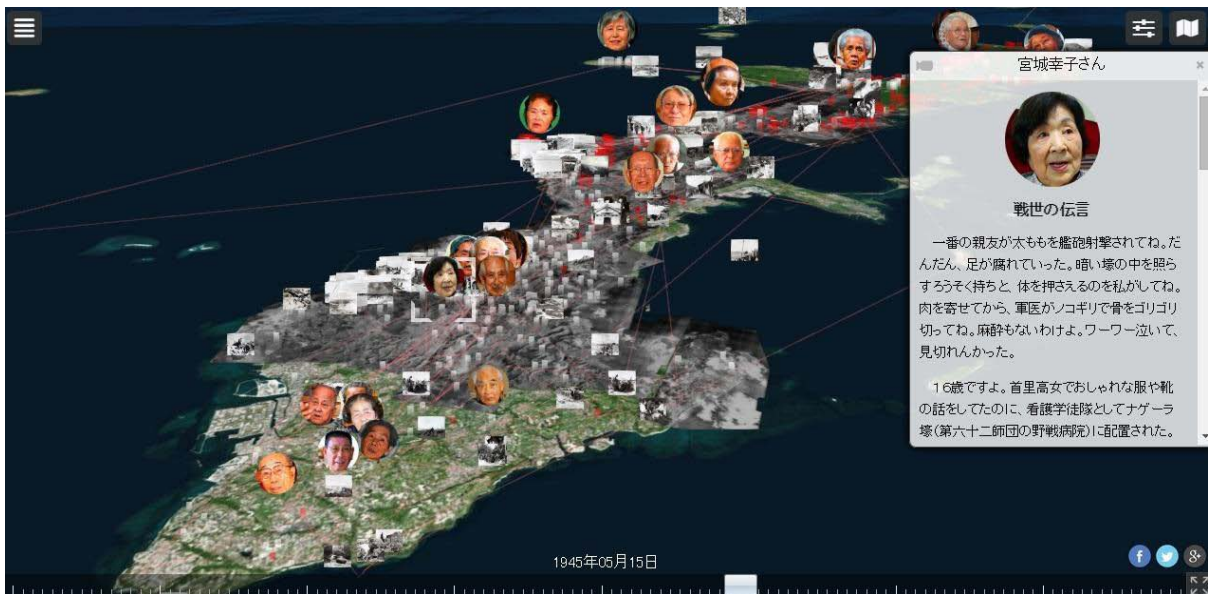 宮城幸子さん
×
戦世の伝言
一番の親友が太ももを艦砲射撃されてね。だ
んだん、足が腐れていった。暗い壕の中を照ら
すろうそく持ちと、体を押さえるのを私がしてね。
肉を寄せてから、軍医がノコギリで骨をゴリゴリ
切ってね。麻酔もないわけよ。ワーワー泣いて、
見切れんかった。
16歳ですよ。首里高女でおしゃれな服や靴
の話をしてたのに、看護学徒隊としてナゲーラ
壕(第六十二師団の野戦病院)に配置された。
1945年05月15日